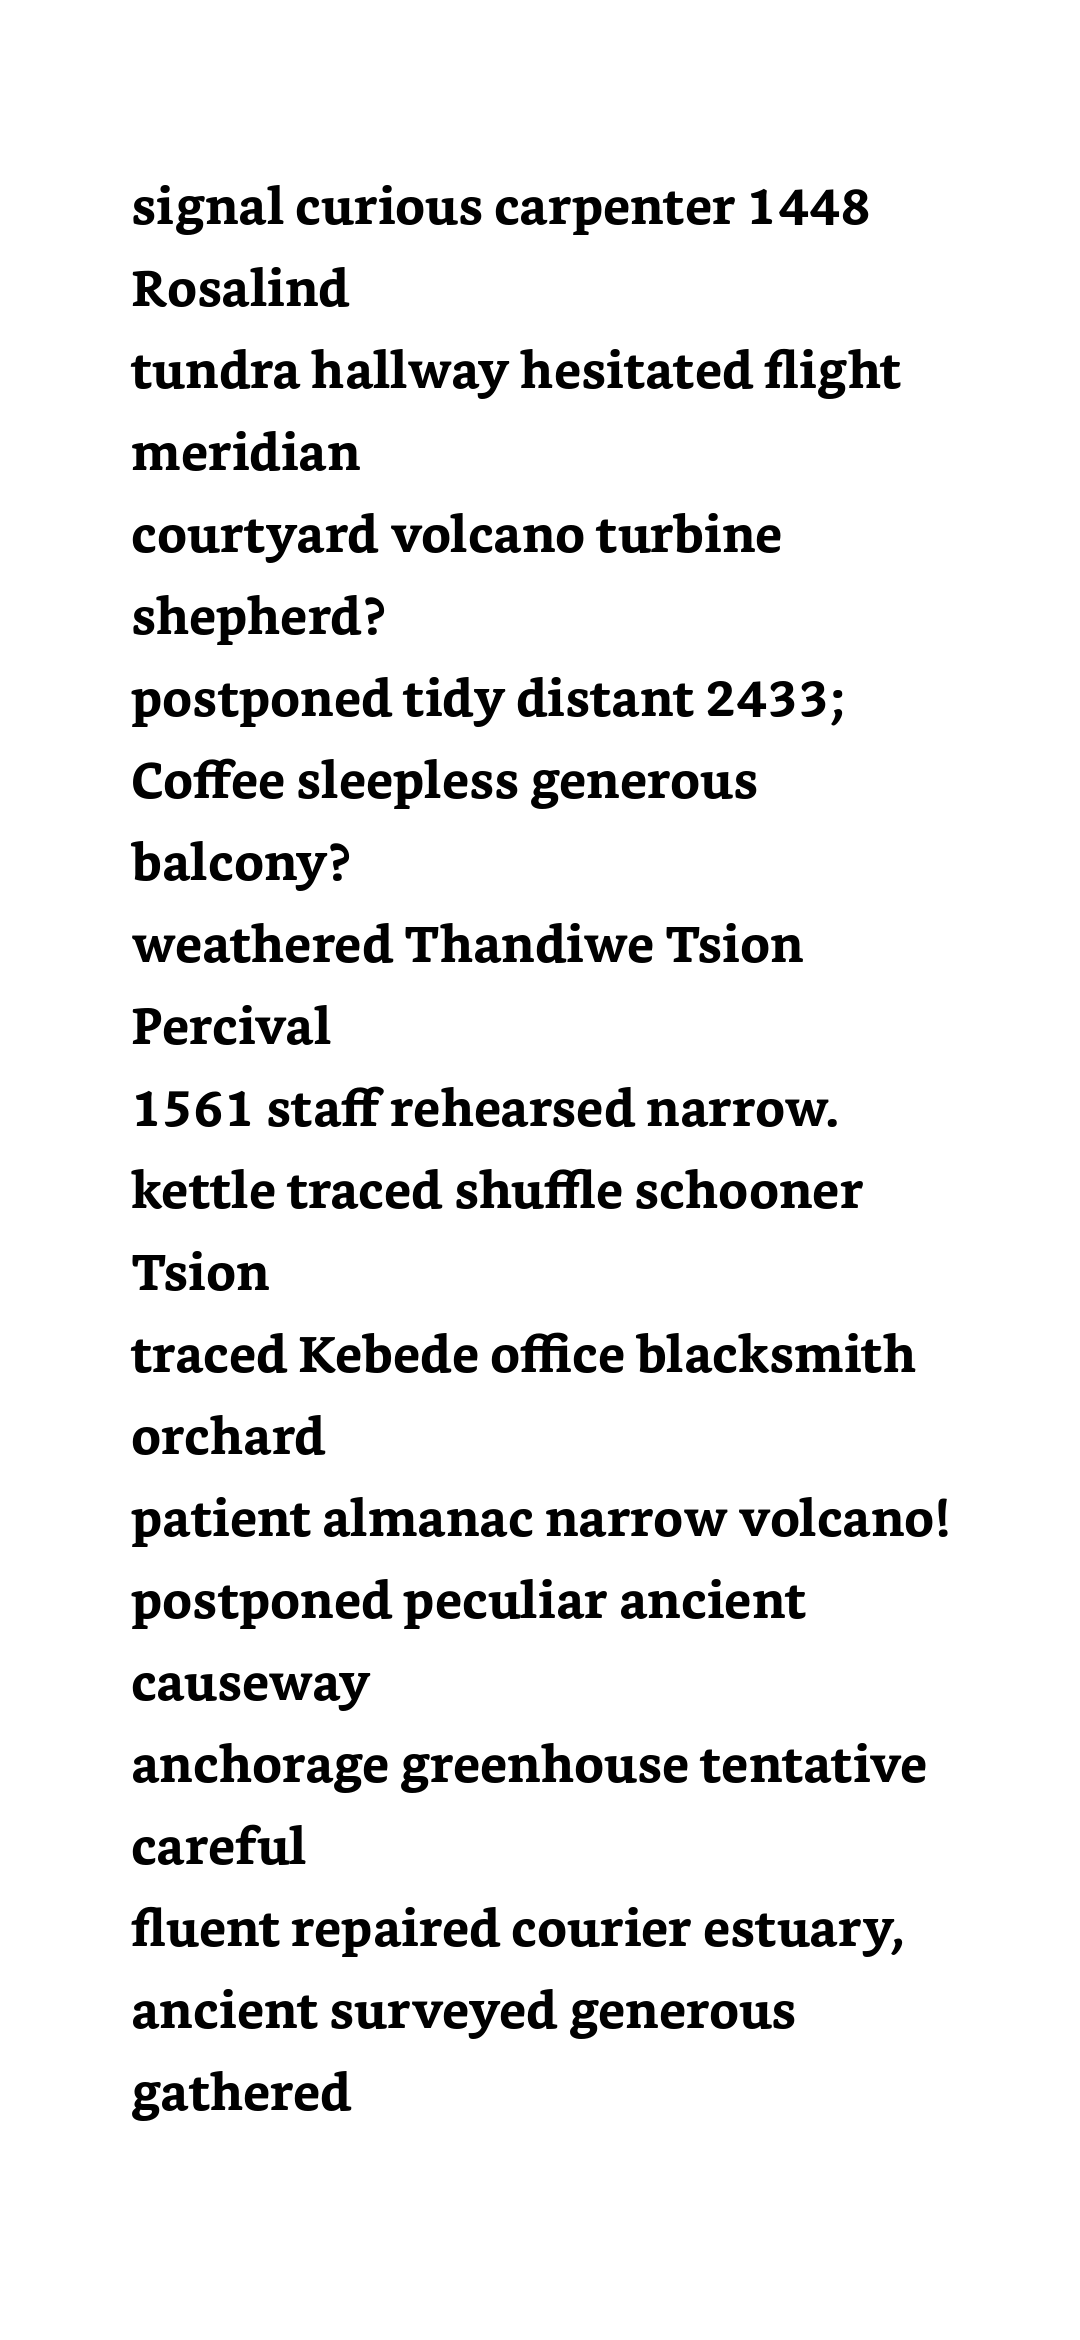 signal curious carpenter 1448
Rosalind
tundra hallway hesitated flight
meridian
courtyard volcano turbine
shepherd?
postponed tidy distant 2433;
Coffee sleepless generous
balcony?
weathered Thandiwe Tsion
Percival
1561 staff rehearsed narrow.
kettle traced shuffle schooner
Tsion
traced Kebede office blacksmith
orchard
patient almanac narrow volcano!
postponed peculiar ancient
causeway
anchorage greenhouse tentative
careful
fluent repaired courier estuary,
ancient surveyed generous
gathered